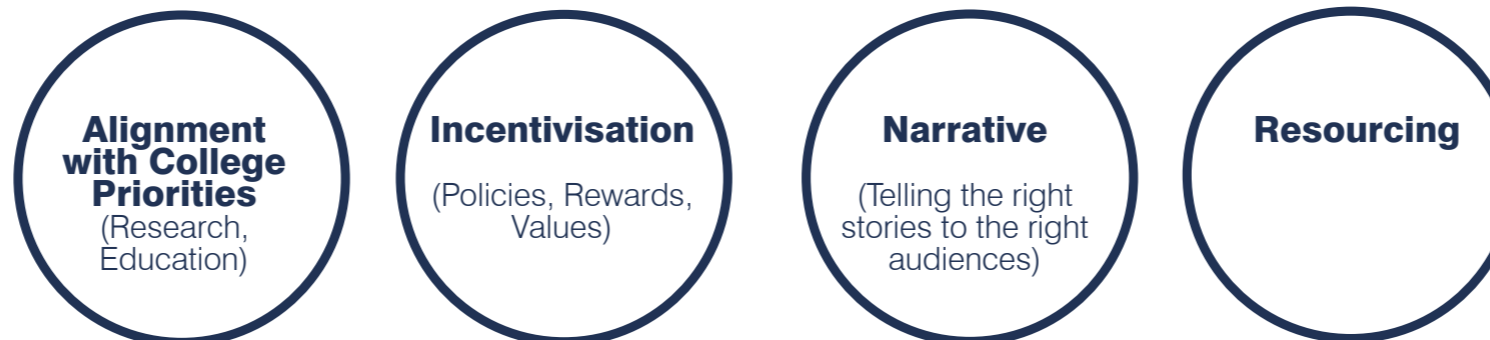 Alignment
with College
Priorities
(Research,
Education)
Incentivisation
(Policies, Rewards,
Values)
Narrative
(Telling the right
stories to the right
audiences)
Resourcing